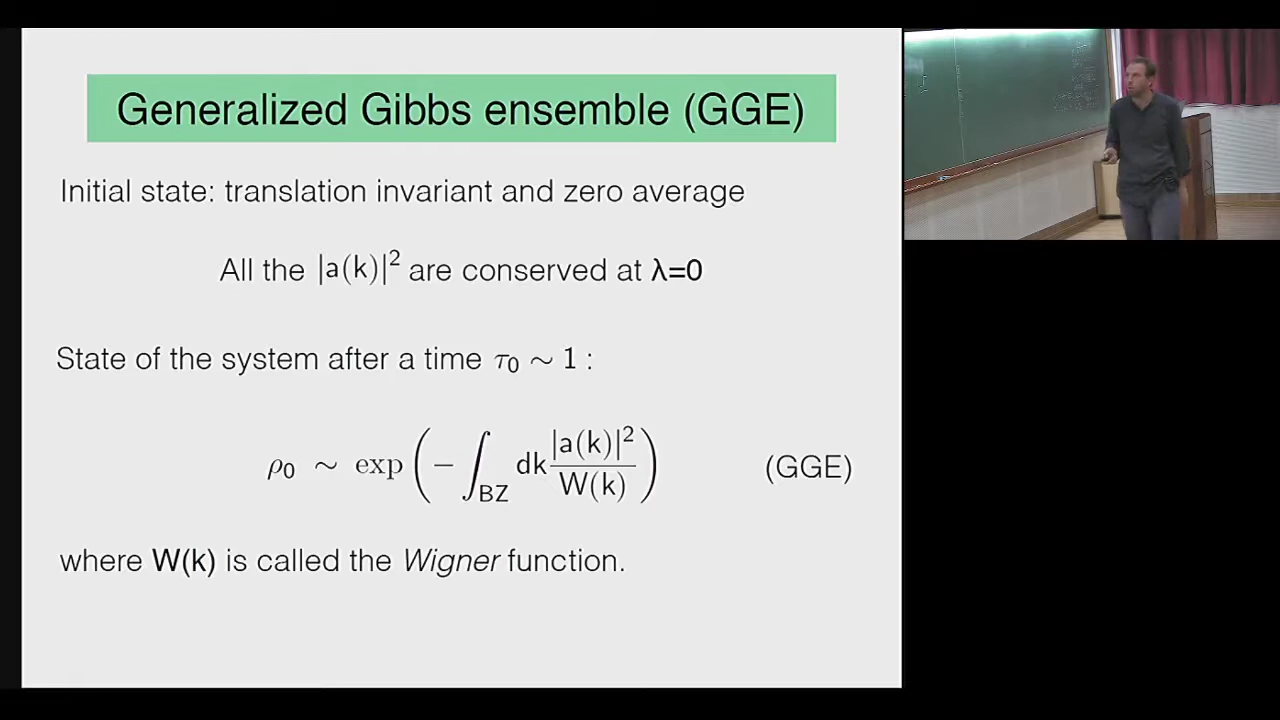 Generalized Gibbs ensemble (GGE)
Initial state: translation invariant and zero average
All the |a(k)|² are conserved at λ=0
State of the system after a time τ₀ ∼ 1 :
ρ₀ ∼ exp ( − ∫_BZ dk |a(k)|² / W(k) ) (GGE)
where W(k) is called the Wigner function.